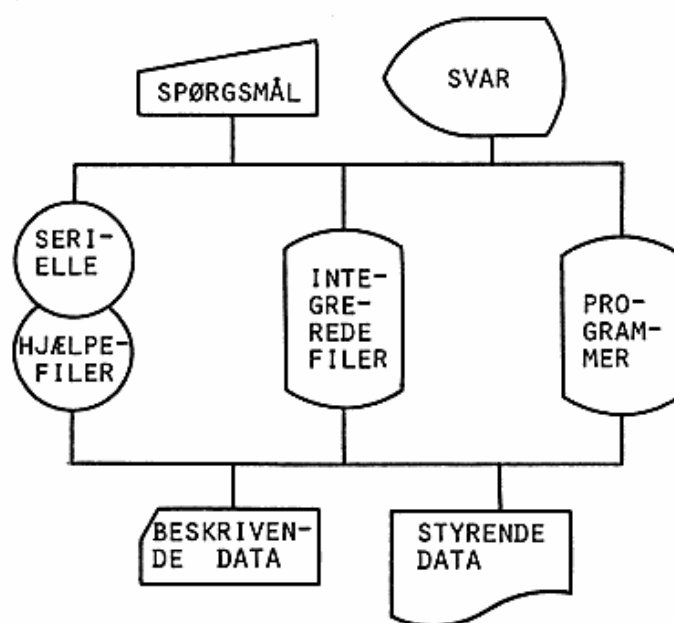 SPØRGSMÅL
SVAR
SERI-
ELLE
HJÆLPE-
FILER
INTE-
GRE-
REDE
FILER
PRO-
GRAM-
MER
BESKRIVEN-
DE DATA
STYRENDE
DATA